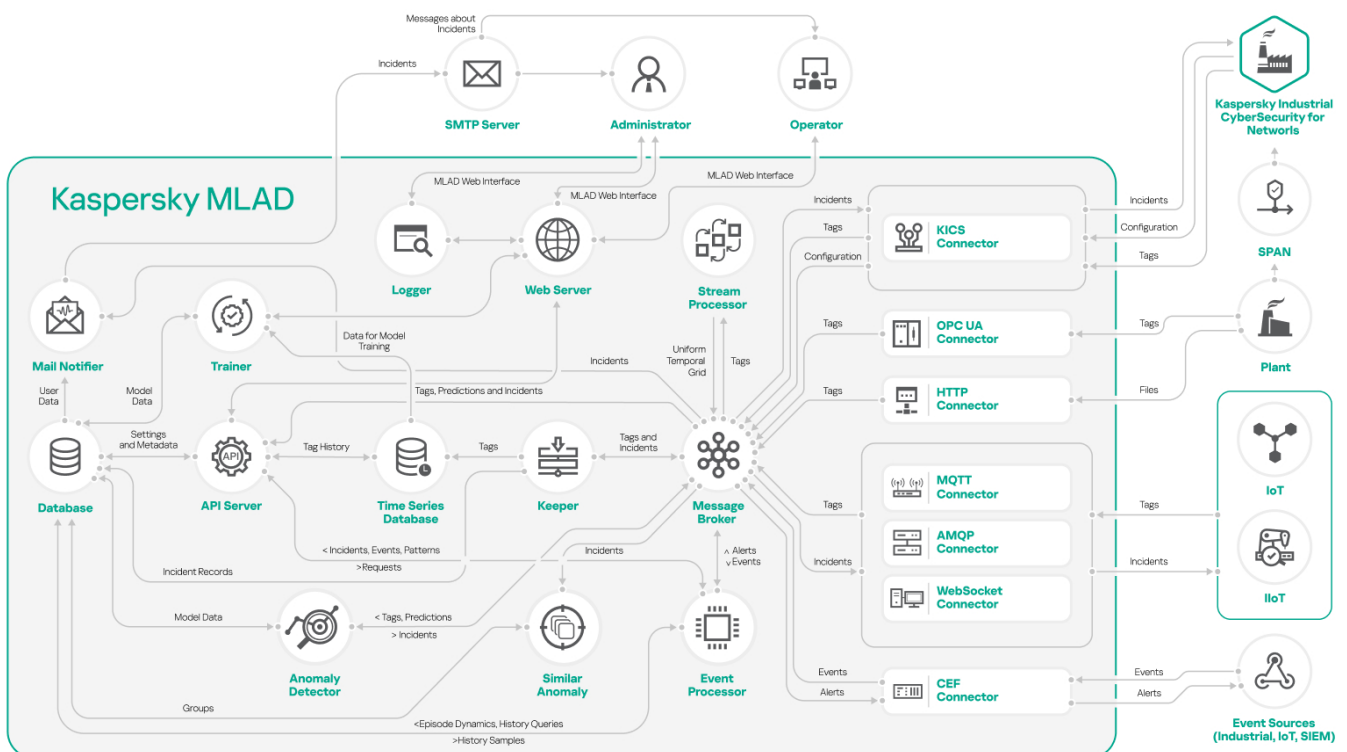 Messages about
Incidents
Incidents
SMTP Server
Administrator
Operator
Kaspersky Industrial
CyberSecurity for
Networls
Kaspersky MLAD
MLAD Web Interface
MLAD Web Interface
MLAD Web Interface
Incidents
Tags
Configuration
KICS
Connector
Incidents
Configuration
Tags
SPAN
Logger
Web Server
Stream
Processor
Mail Notifier
Trainer
Data for Model
Training
Incidents
Uniform
Temporal
Grid
Tags
Tags
OPC UA
Connector
Tags
Plant
User
Data
Model
Data
Tags, Predictions and Incidents
Tags
HTTP
Connector
Files
Settings
and Metadata
API
Tag History
Tags
Tags and
Incidents
Database
API Server
Time Series
Database
Keeper
Message
Broker
Tags
Incidents
MQTT
Connector
AMQP
Connector
WebSocket
Connector
Tags
Incidents
IoT
IIoT
< Incidents, Events, Patterns
>Requests
Incidents
^ Alerts
v Events
Incident Records
Model Data
< Tags, Predictions
> Incidents
Anomaly
Detector
Similar
Anomaly
Event
Processor
Events
Alerts
CEF
Connector
Events
Alerts
Groups
<Episode Dynamics, History Queries
>History Samples
Event Sources
(Industrial, IoT, SIEM)